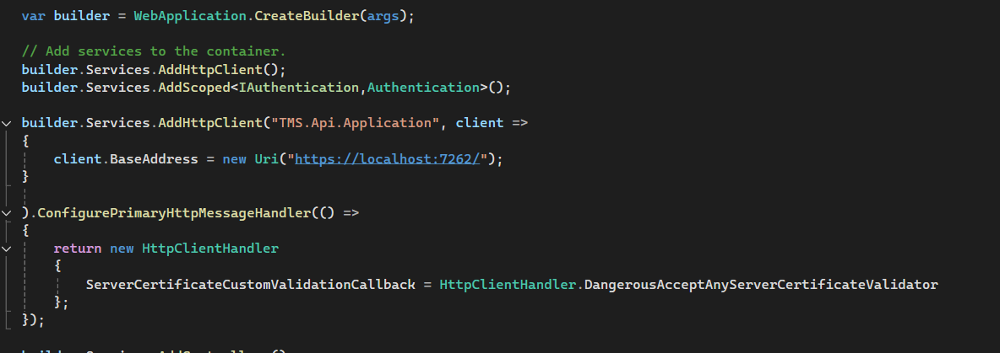 var builder = WebApplication.CreateBuilder(args);
// Add services to the container.
builder.Services.AddHttpClient();
builder.Services.AddScoped<IAuthentication,Authentication>();
builder.Services.AddHttpClient("TMS.Api.Application", client =>
{
client.BaseAddress = new Uri("https://localhost:7262/");
}
).ConfigurePrimaryHttpMessageHandler(() =>
{
return new HttpClientHandler
{
ServerCertificateCustomValidationCallback = HttpClientHandler.DangerousAcceptAnyServerCertificateValidator
};
});